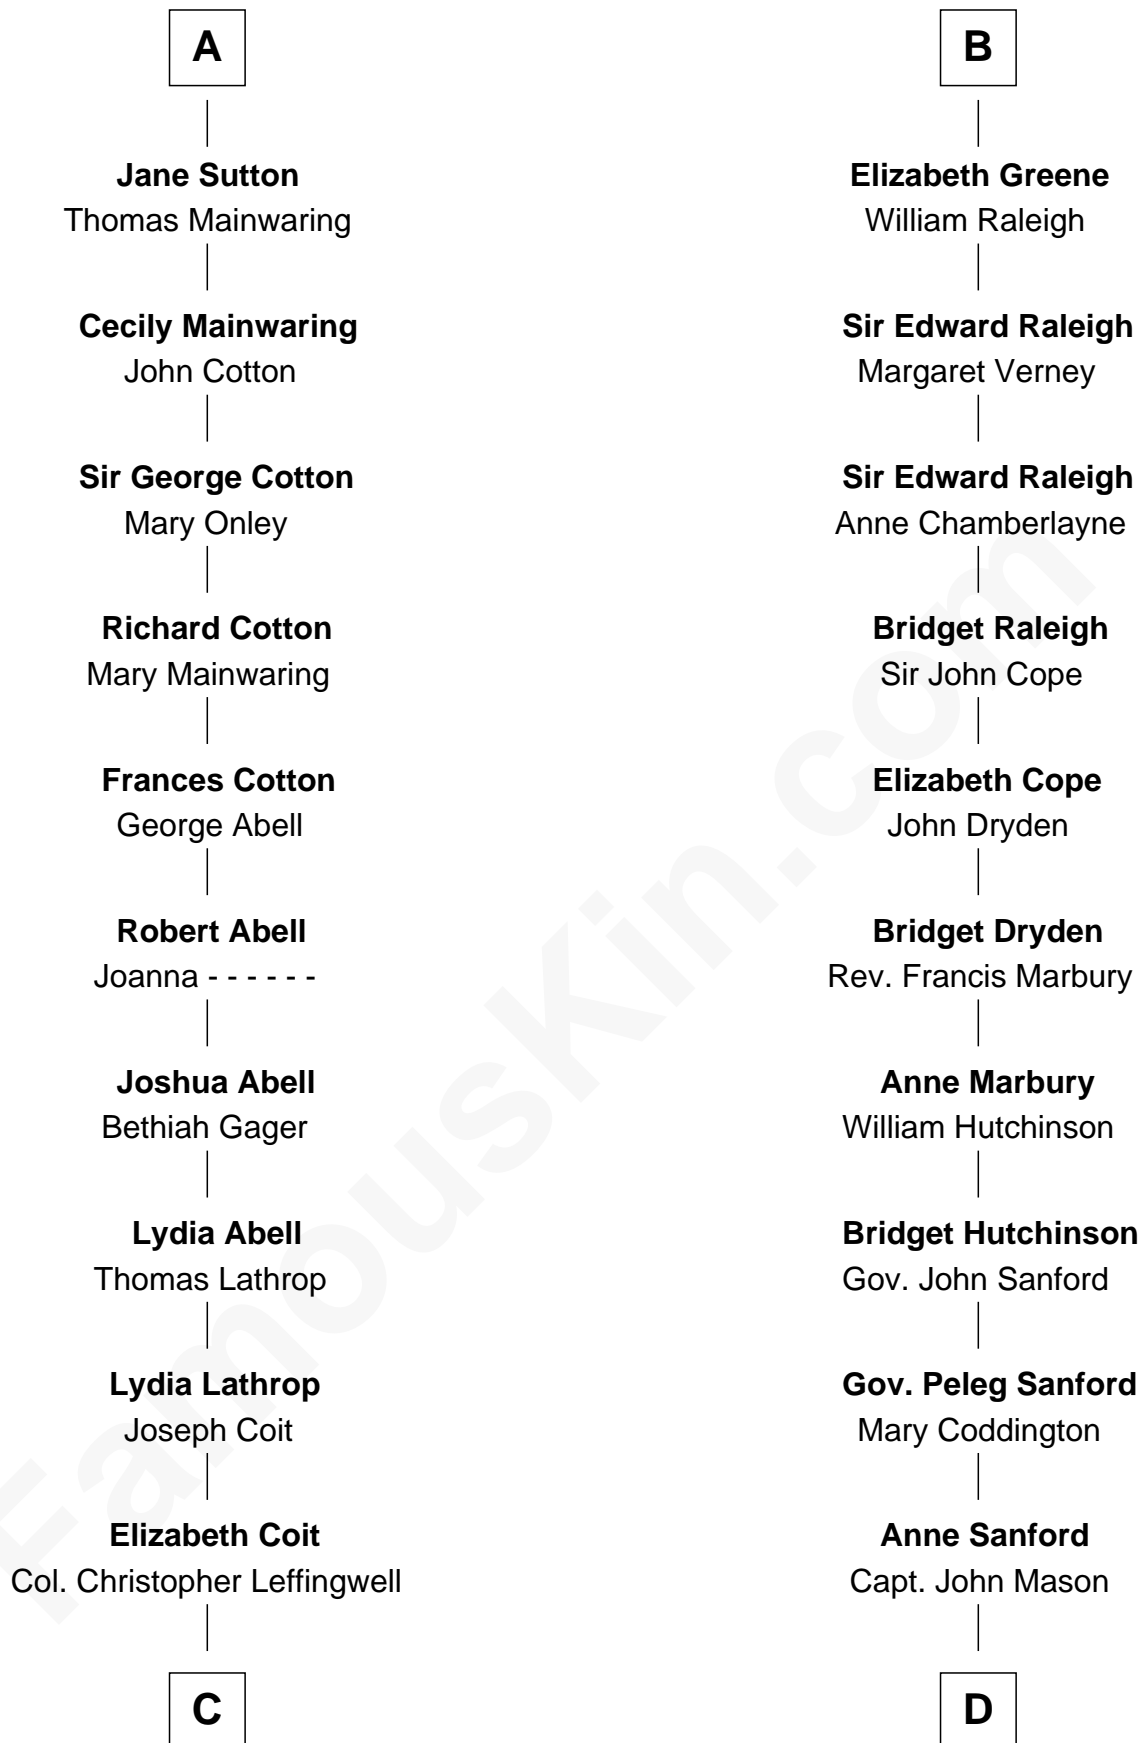 A
Jane Sutton
Thomas Mainwaring
Cecily Mainwaring
John Cotton
Sir George Cotton
Mary Onley
Richard Cotton
Mary Mainwaring
Frances Cotton
George Abell
Robert Abell
Joanna - - - - - -
Joshua Abell
Bethiah Gager
Lydia Abell
Thomas Lathrop
Lydia Lathrop
Joseph Coit
Elizabeth Coit
Col. Christopher Leffingwell
C
B
Elizabeth Greene
William Raleigh
Sir Edward Raleigh
Margaret Verney
Sir Edward Raleigh
Anne Chamberlayne
Bridget Raleigh
Sir John Cope
Elizabeth Cope
John Dryden
Bridget Dryden
Rev. Francis Marbury
Anne Marbury
William Hutchinson
Bridget Hutchinson
Gov. John Sanford
Gov. Peleg Sanford
Mary Coddington
Anne Sanford
Capt. John Mason
D
FamousKin.com